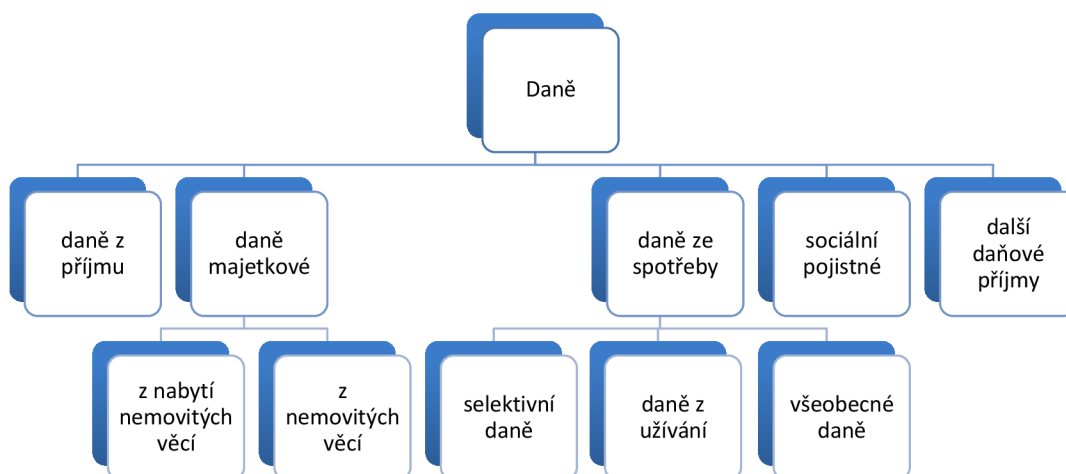 Daně
daně z
příjmu
daně
majetkové
daně ze
spotřeby
sociální
pojistné
další
daňové
příjmy
z nabytí
nemovitých
věcí
z
nemovitých
věcí
selektivní
daně
daně z
užívání
všeobecné
daně